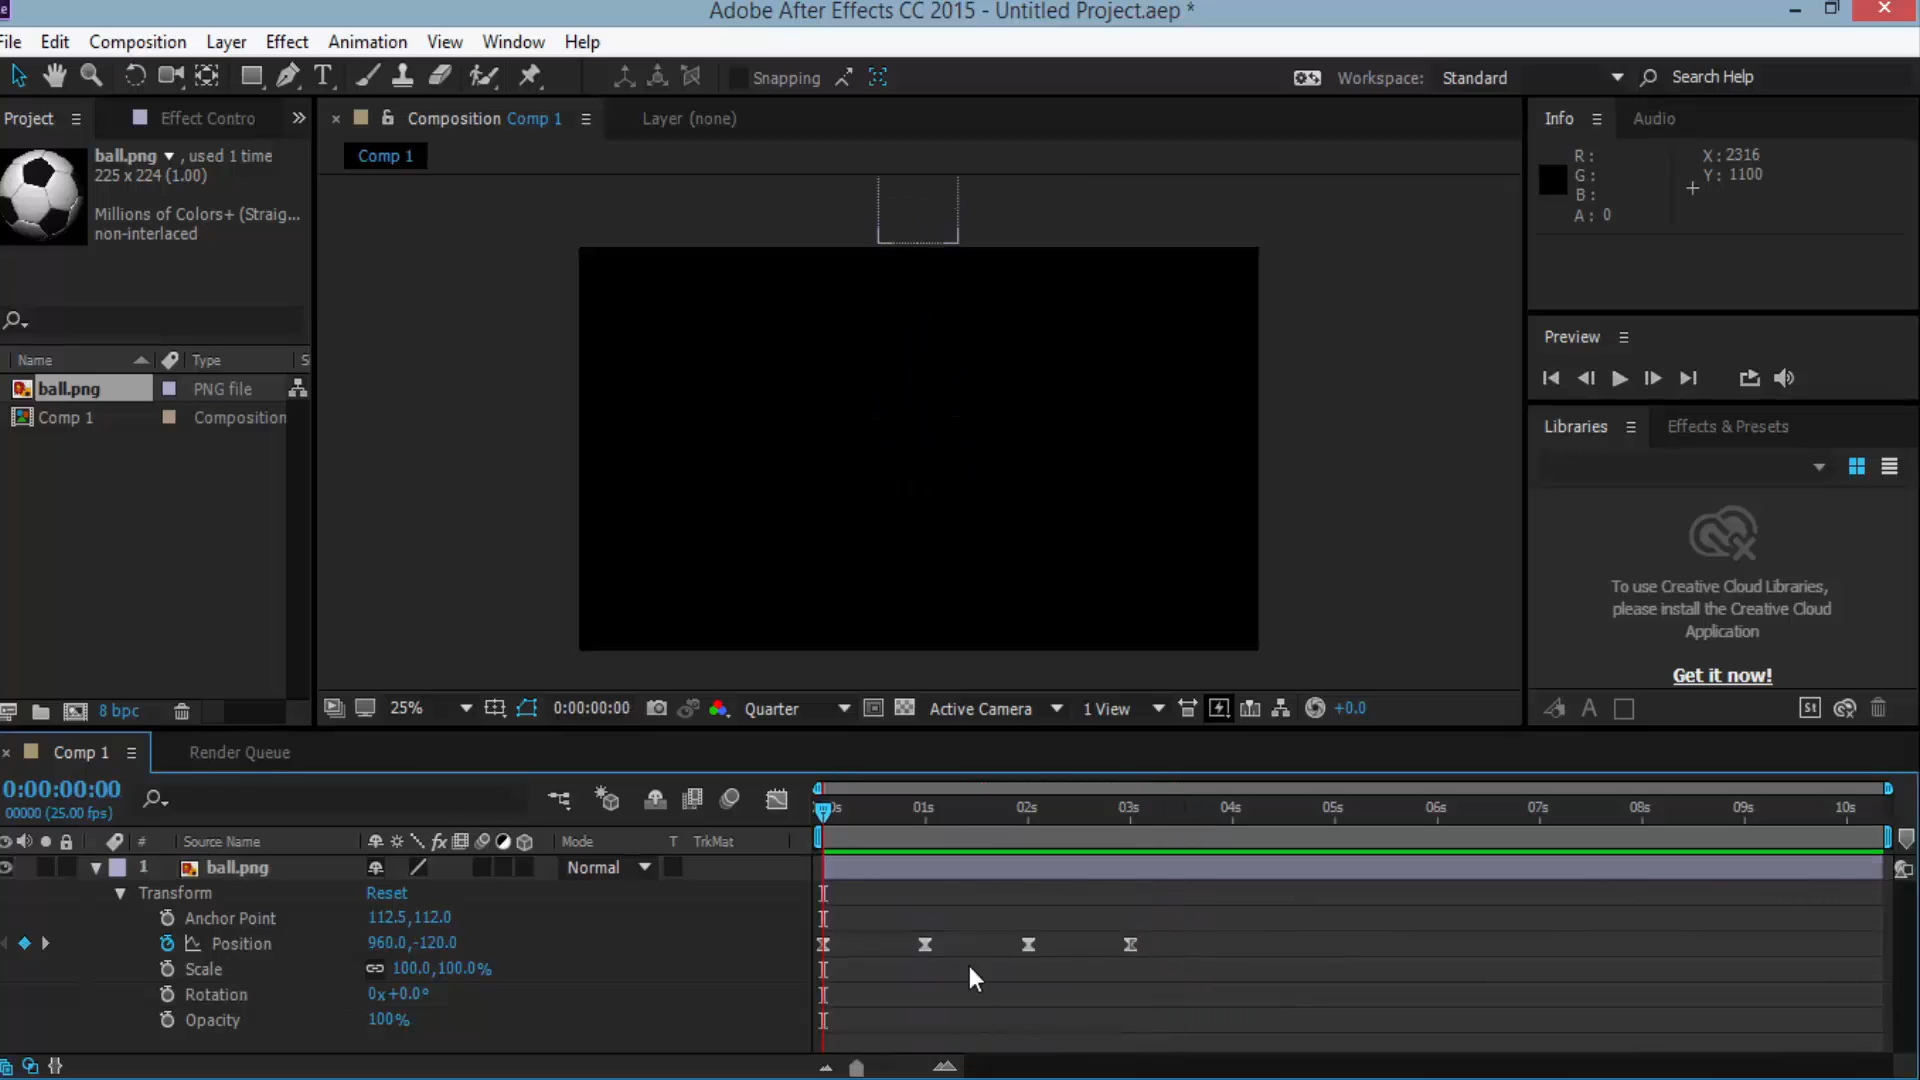 Adobe After Effects CC 2015 - Untitled Project.aep *
File Edit Composition Layer Effect Animation View Window Help
Snapping
Workspace: Standard
Search Help
Project
Effect Contro
ball.png , used 1 time
225 x 224 (1.00)
Millions of Colors+ (Straig...
non-interlaced
Name Type S
ball.png PNG file
Comp 1 Composition
8 bpc
Composition Comp 1
Layer (none)
Comp 1
25% 0:00:00:00 Quarter Active Camera 1 View +0.0
Info Audio
R: X: 2316
G: Y: 1100
B:
A: 0
Preview
Libraries Effects & Presets
To use Creative Cloud Libraries,
please install the Creative Cloud
Application
Get it now!
St
Comp 1 Render Queue
0:00:00:00
00000 (25.00 fps)
0s 01s 02s 03s 04s 05s 06s 07s 08s 09s 10s
# Source Name fx Mode T TrkMat
1 ball.png Normal
Transform Reset
Anchor Point 112.5,112.0
Position 960.0,-120.0
Scale 100.0,100.0%
Rotation 0x+0.0°
Opacity 100%